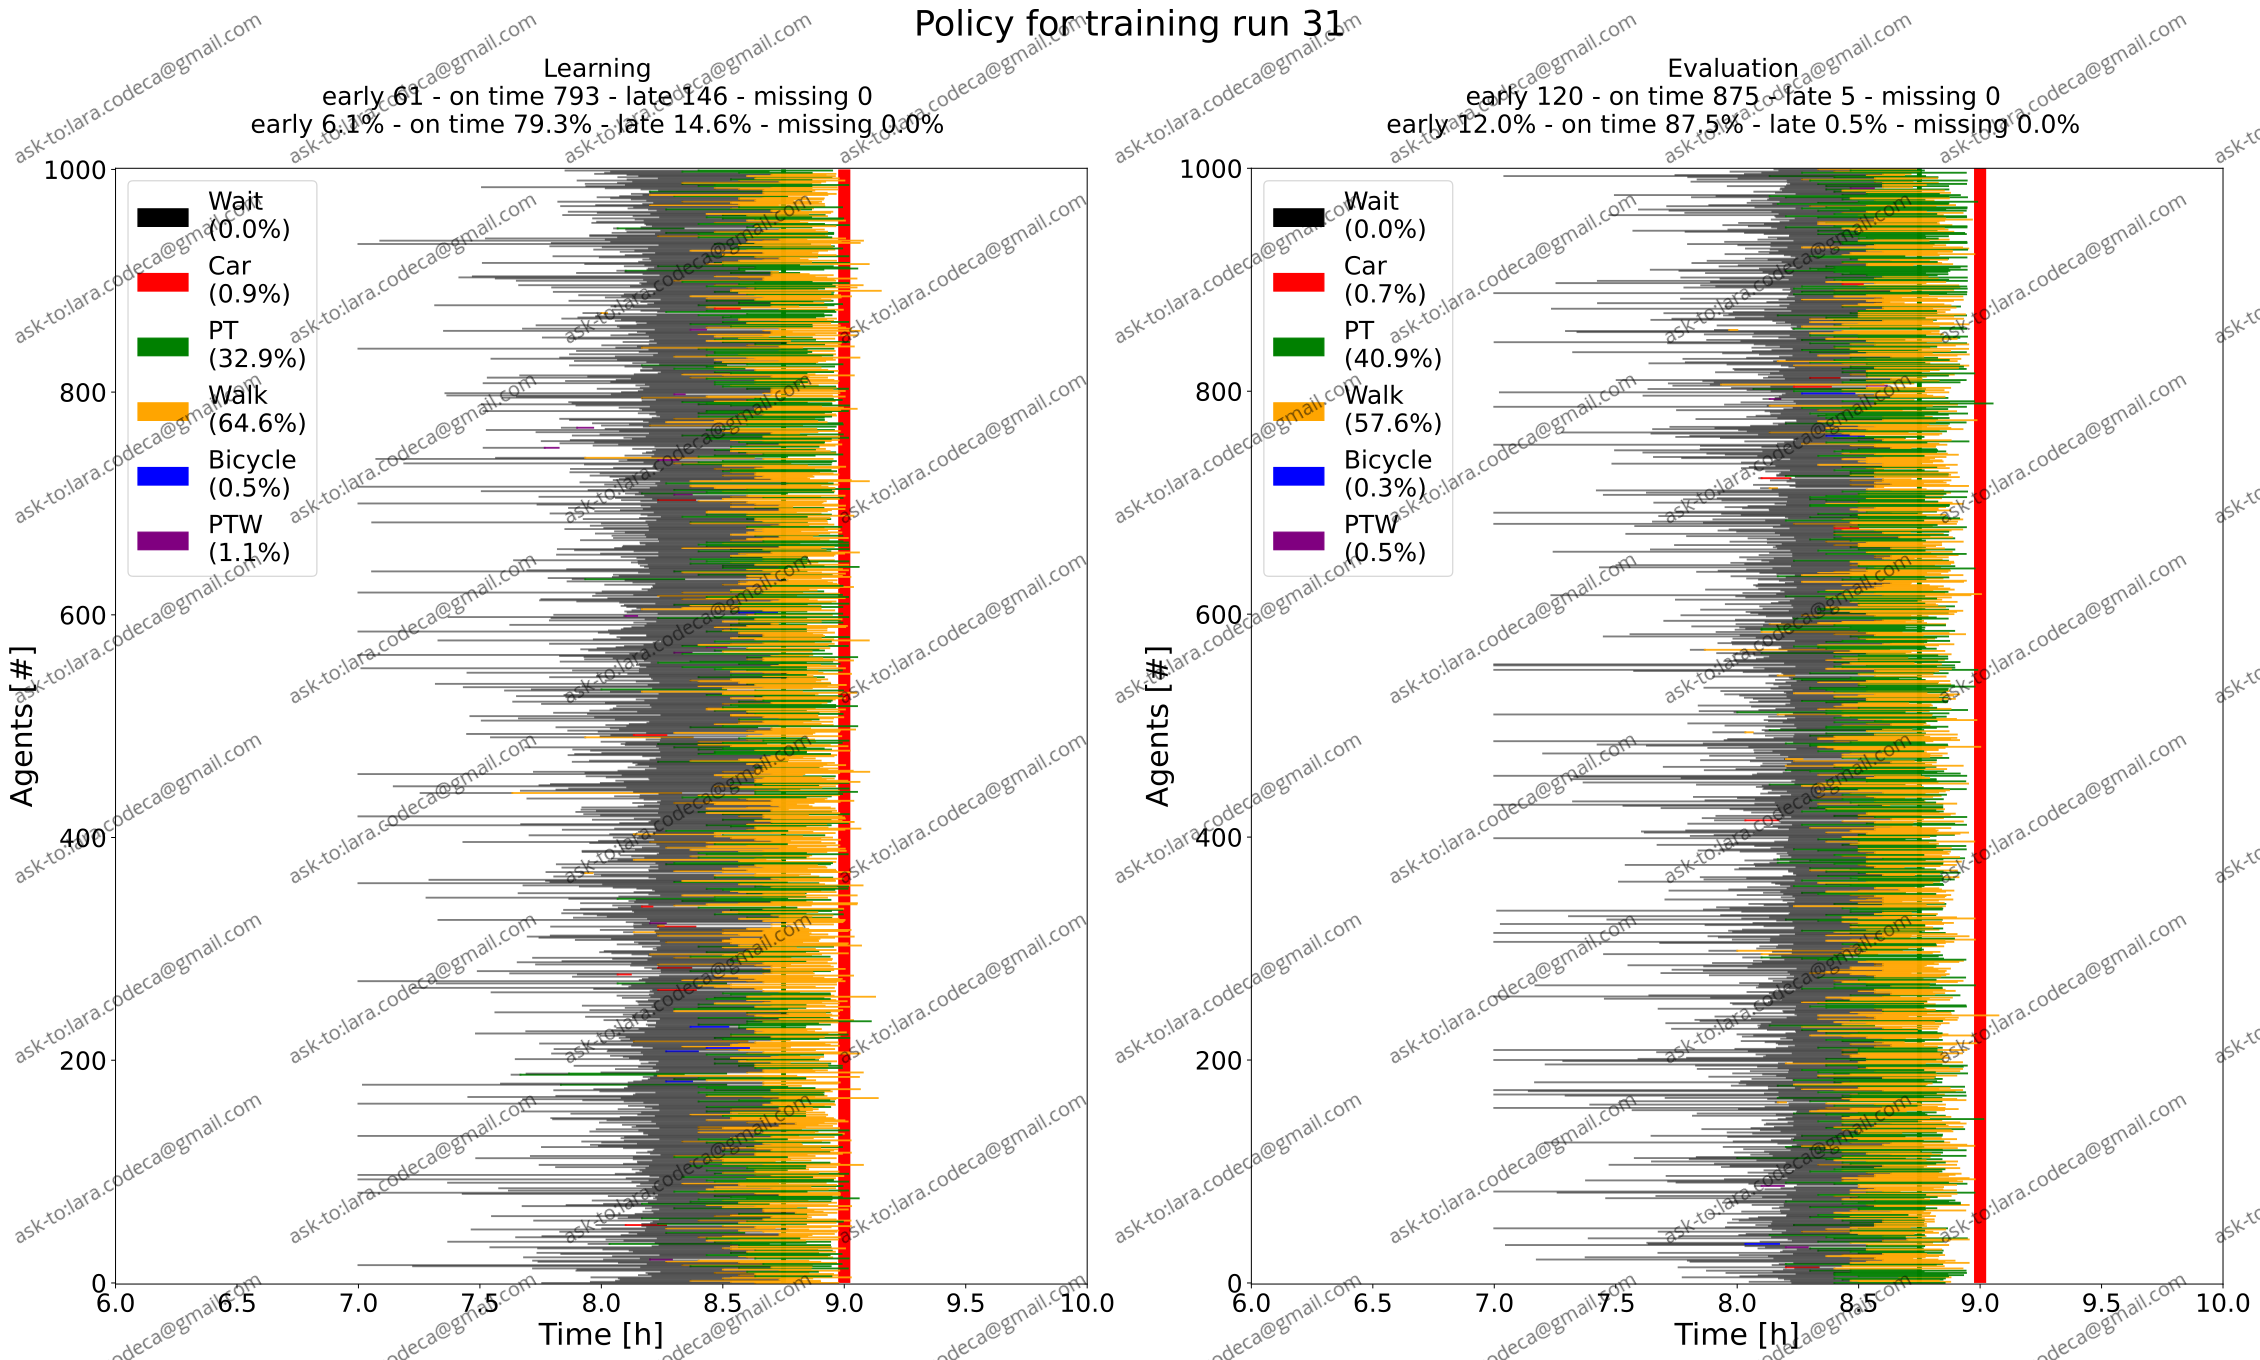 Policy for training run 31
Learning
early 61 - on time 793 - late 146 - missing 0
early 6.1% - on time 79.3% - late 14.6% - missing 0.0%
Agents [#]
1000
800
600
400
200
0
Wait
(0.0%)
Car
(0.9%)
PT
(32.9%)
Walk
(64.6%)
Bicycle
(0.5%)
PTW
(1.1%)
6.0 6.5 7.0 7.5 8.0 8.5 9.0 9.5 10.0
Time [h]
Evaluation
early 120 - on time 875 - late 5 - missing 0
early 12.0% - on time 87.5% - late 0.5% - missing 0.0%
Agents [#]
1000
800
600
400
200
0
Wait
(0.0%)
Car
(0.7%)
PT
(40.9%)
Walk
(57.6%)
Bicycle
(0.3%)
PTW
(0.5%)
6.0 6.5 7.0 7.5 8.0 8.5 9.0 9.5 10.0
Time [h]
ask-to:lara.codeca@gmail.com